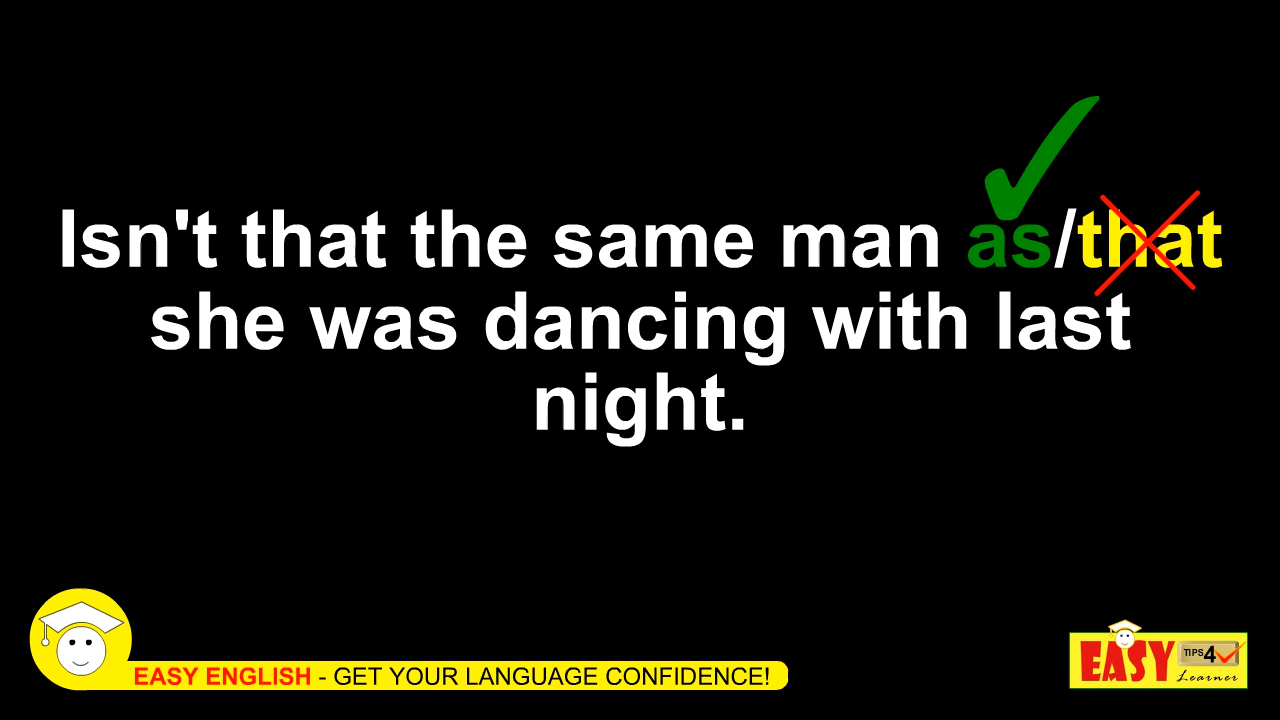 Isn't that the same man as/that
she was dancing with last
night.
EASY ENGLISH - GET YOUR LANGUAGE CONFIDENCE!
EASY TIPS4
Learner